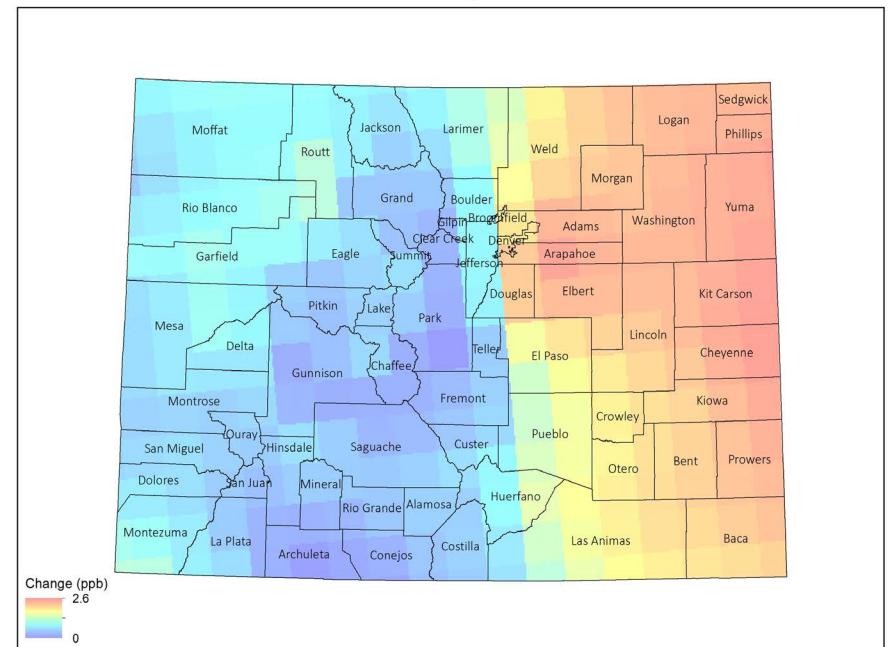 Sedgwick
Moffat
Jackson
Larimer
Logan
Phillips
Routt
Weld
Morgan
Rio Blanco
Grand
Boulder
Yuma
Gilpin
Broomfield
Washington
Adams
Clear Creek
Denver
Garfield
Eagle
Summit
Arapahoe
Jefferson
Pitkin
Lake
Park
Douglas
Elbert
Kit Carson
Mesa
Lincoln
Delta
Teller
El Paso
Cheyenne
Gunnison
Chaffee
Montrose
Fremont
Kiowa
Crowley
Ouray
Pueblo
San Miguel
Hinsdale
Saguache
Custer
Bent
Prowers
Otero
Dolores
San Juan
Mineral
Huerfano
Rio Grande
Alamosa
Montezuma
La Plata
Archuleta
Conejos
Costilla
Las Animas
Baca
Change (ppb)
2.6
0